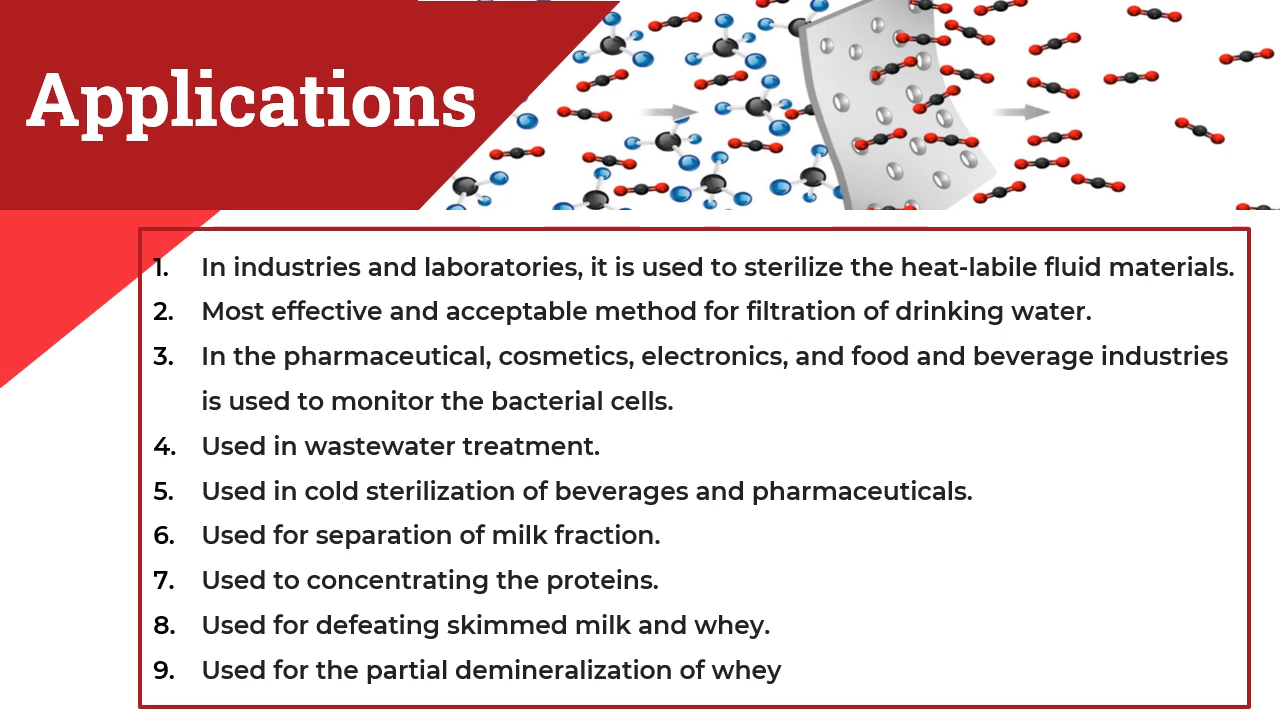 Applications
1. In industries and laboratories, it is used to sterilize the heat-labile fluid materials.
2. Most effective and acceptable method for filtration of drinking water.
3. In the pharmaceutical, cosmetics, electronics, and food and beverage industries
is used to monitor the bacterial cells.
4. Used in wastewater treatment.
5. Used in cold sterilization of beverages and pharmaceuticals.
6. Used for separation of milk fraction.
7. Used to concentrating the proteins.
8. Used for defeating skimmed milk and whey.
9. Used for the partial demineralization of whey